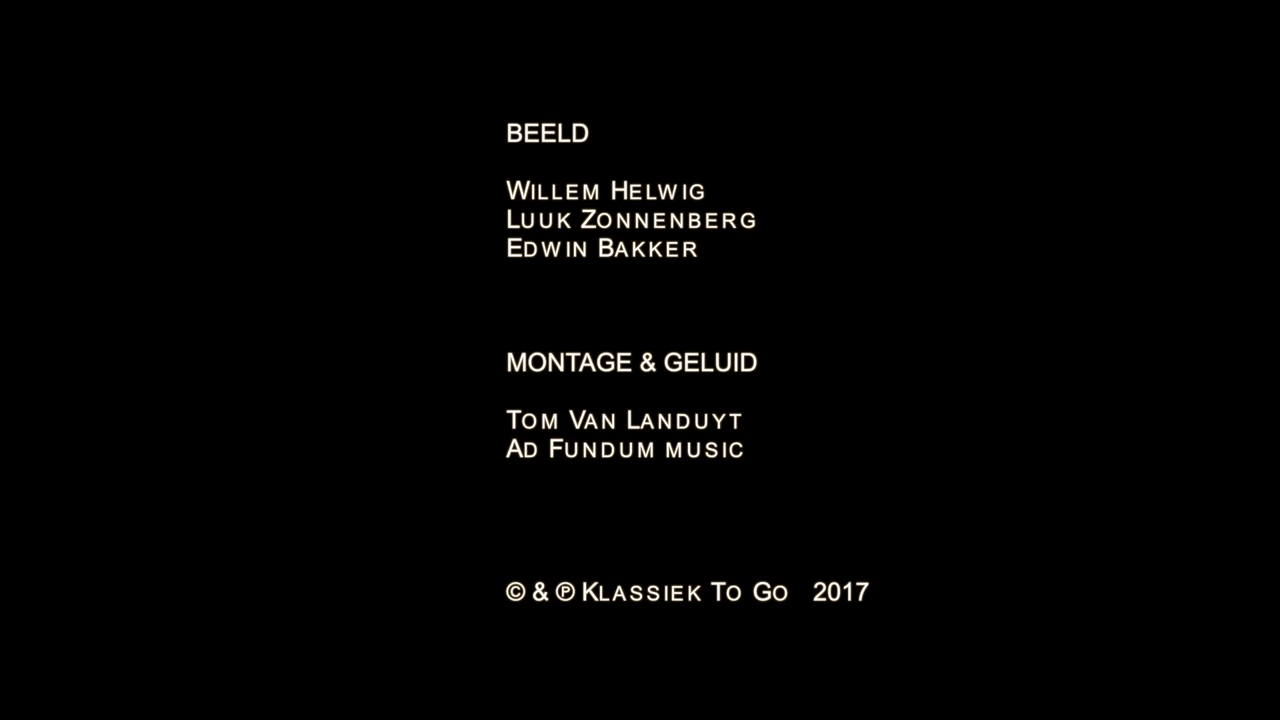 BEELD
Willem Helwig
Luuk Zonnenberg
Edwin Bakker
MONTAGE & GELUID
Tom Van Landuyt
Ad Fundum music
© & ℗ Klassiek To Go 2017